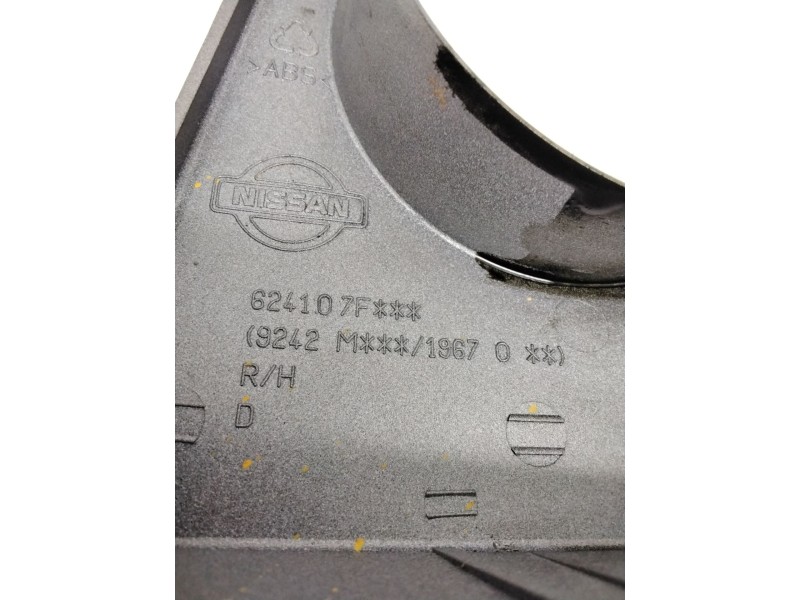 >ABS<
NISSAN
62410 7F***
(9242 M***/1967 0 **)
R/H
D